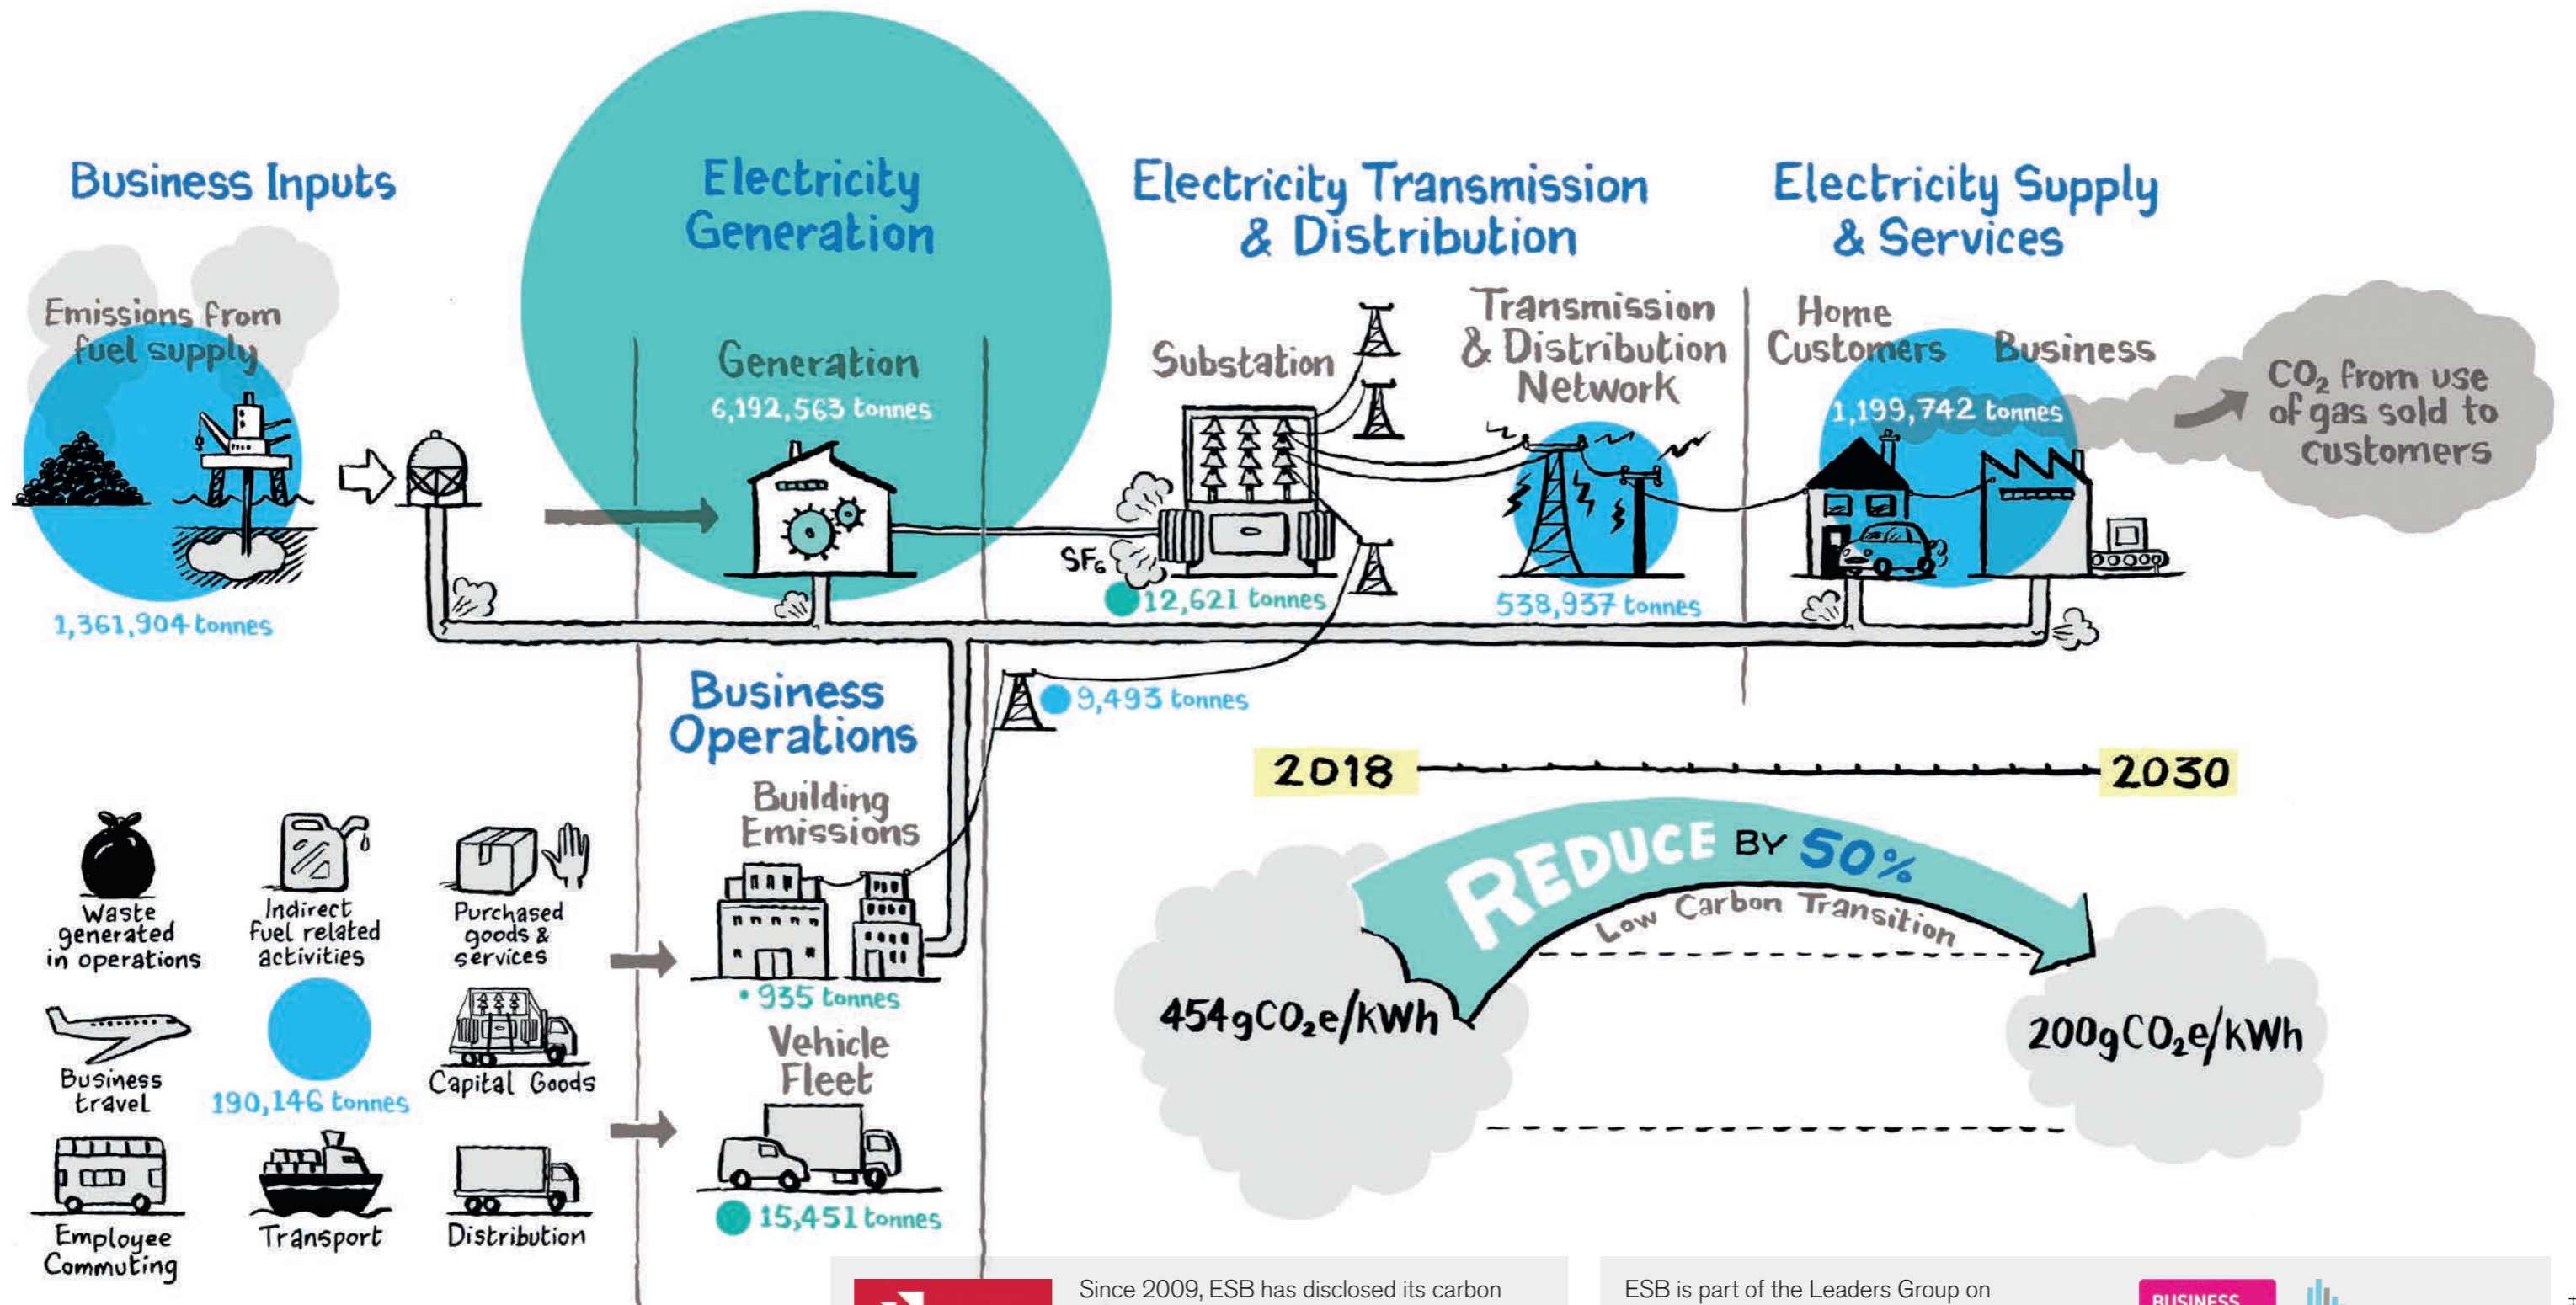 Business Inputs
Emissions from
fuel supply
1,361,904 tonnes
Electricity
Generation
Generation
6,192,563 tonnes
Electricity Transmission
& Distribution
Substation
SF₆
12,621 tonnes
Transmission
& Distribution
Network
538,937 tonnes
Electricity Supply
& Services
Home
Customers
Business
1,199,742 tonnes
CO₂ from use
of gas sold to
customers
9,493 tonnes
Business
Operations
Building
Emissions
935 tonnes
Vehicle
Fleet
15,451 tonnes
Waste
generated
in operations
Indirect
fuel related
activities
Purchased
goods &
services
Business
travel
190,146 tonnes
Capital Goods
Employee
Commuting
Transport
Distribution
2018
2030
REDUCE BY 50%
Low Carbon Transition
454gCO₂e/kWh
200gCO₂e/kWh
Since 2009, ESB has disclosed its carbon
ESB is part of the Leaders Group on
BUSINESS